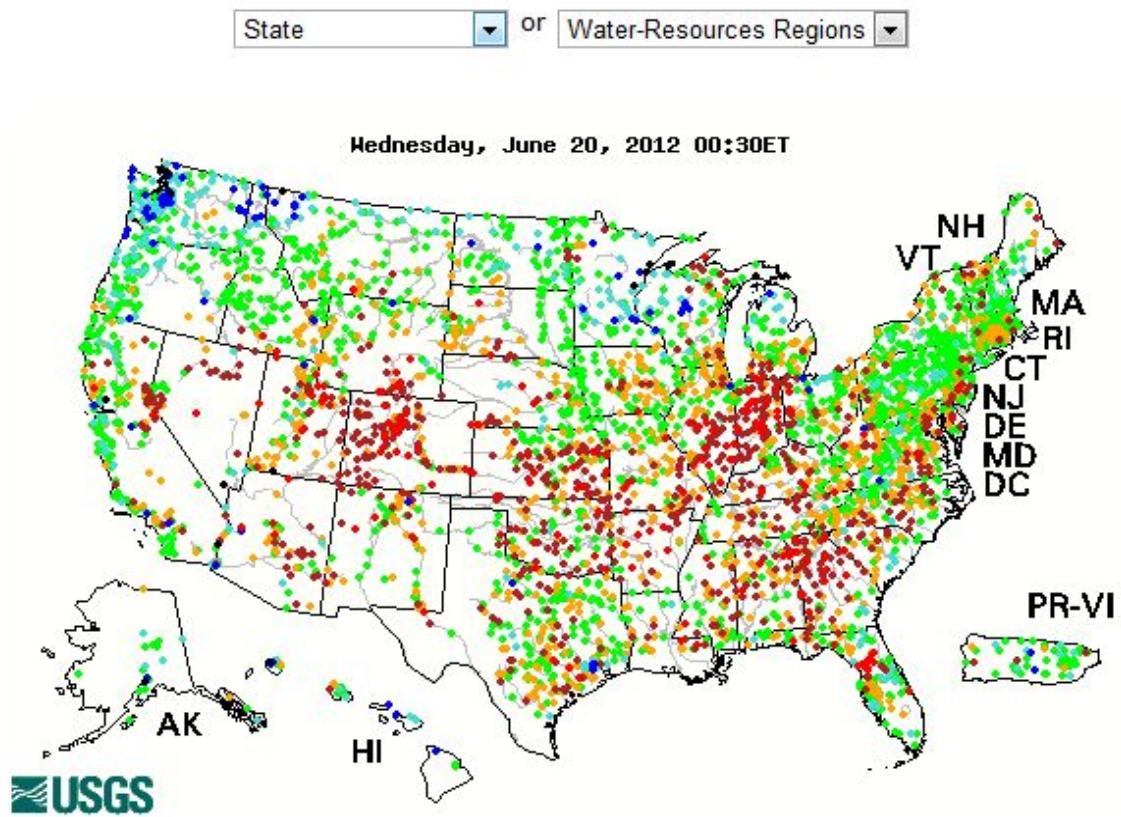 State or Water-Resources Regions
Wednesday, June 20, 2012 00:30ET
NH
VT
MA
RI
CT
NJ
DE
MD
DC
PR-VI
AK
HI
USGS